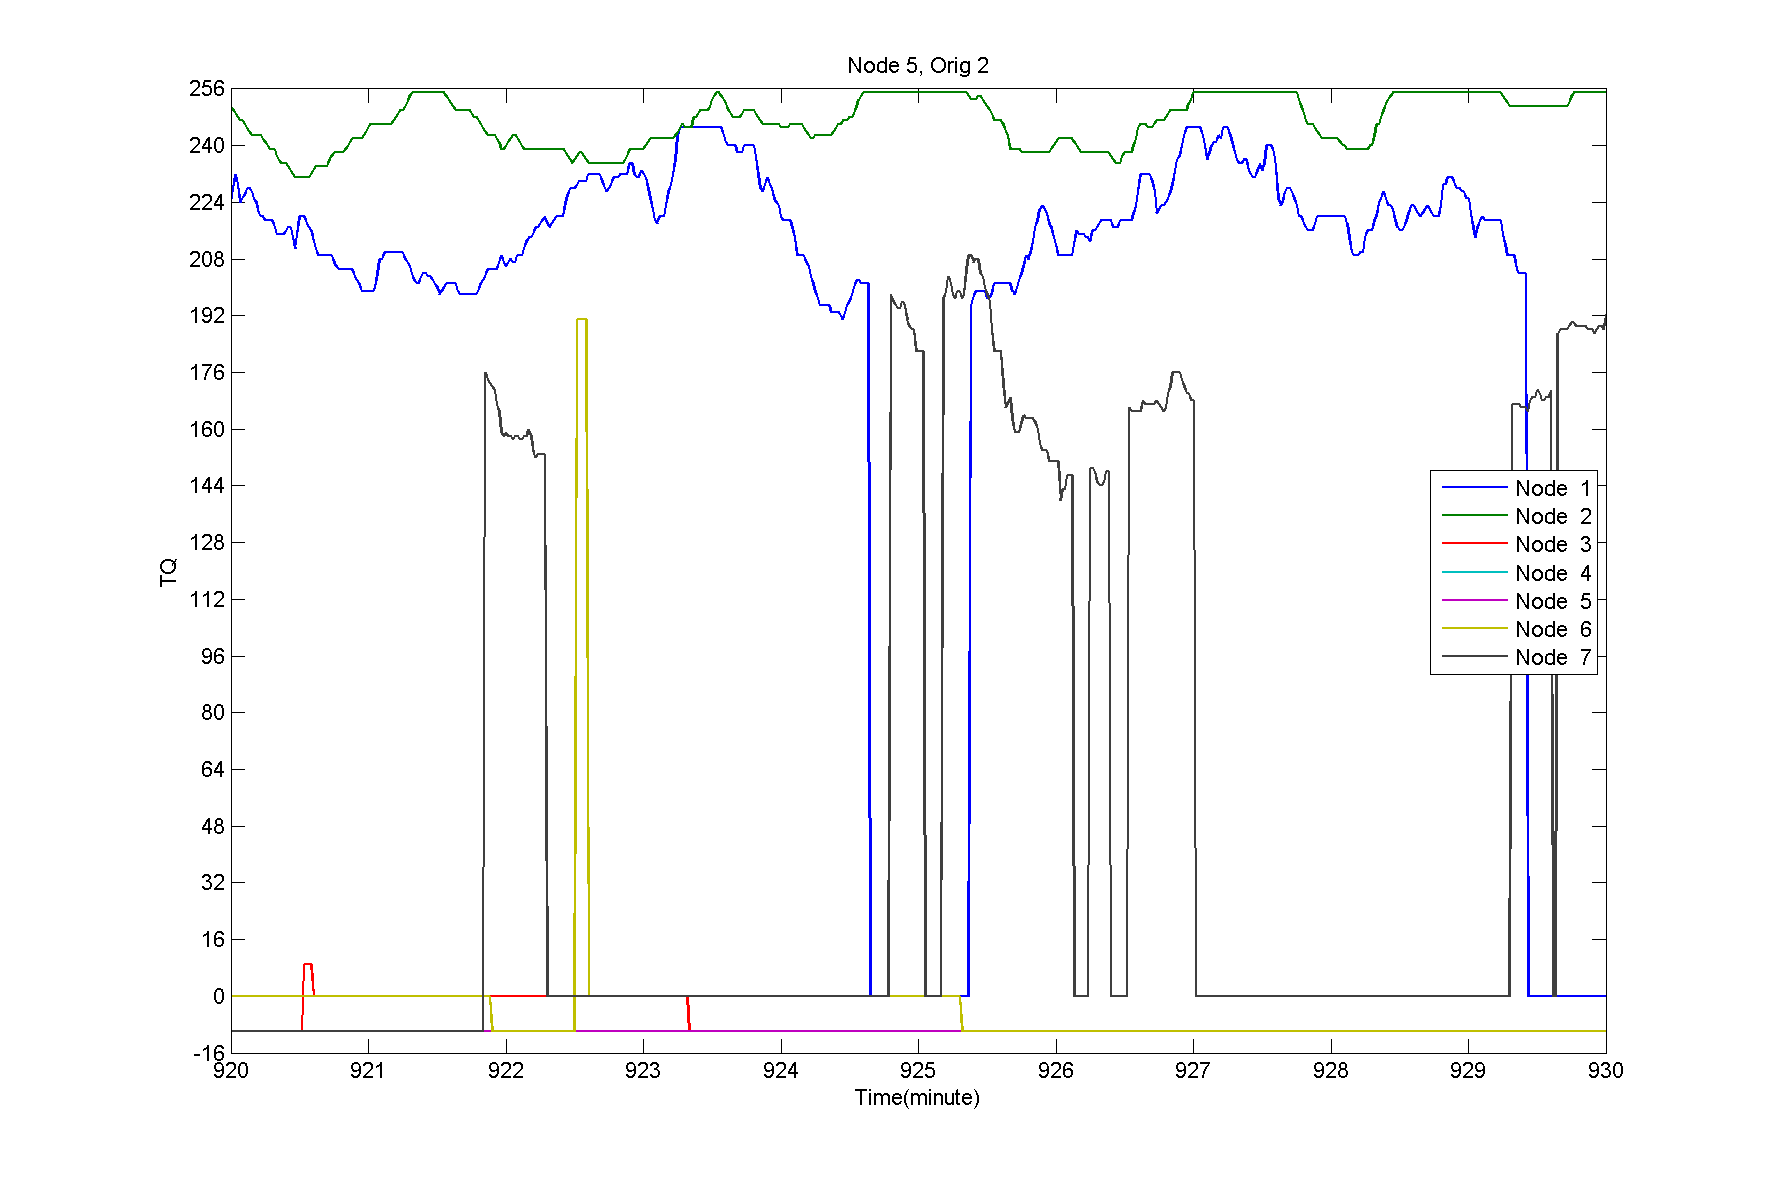 Node 5, Orig 2
256
240
224
208
192
176
160
144
128
112
96
80
64
48
32
16
0
-16
TQ
Node 1
Node 2
Node 3
Node 4
Node 5
Node 6
Node 7
920 921 922 923 924 925 926 927 928 929 930
Time(minute)